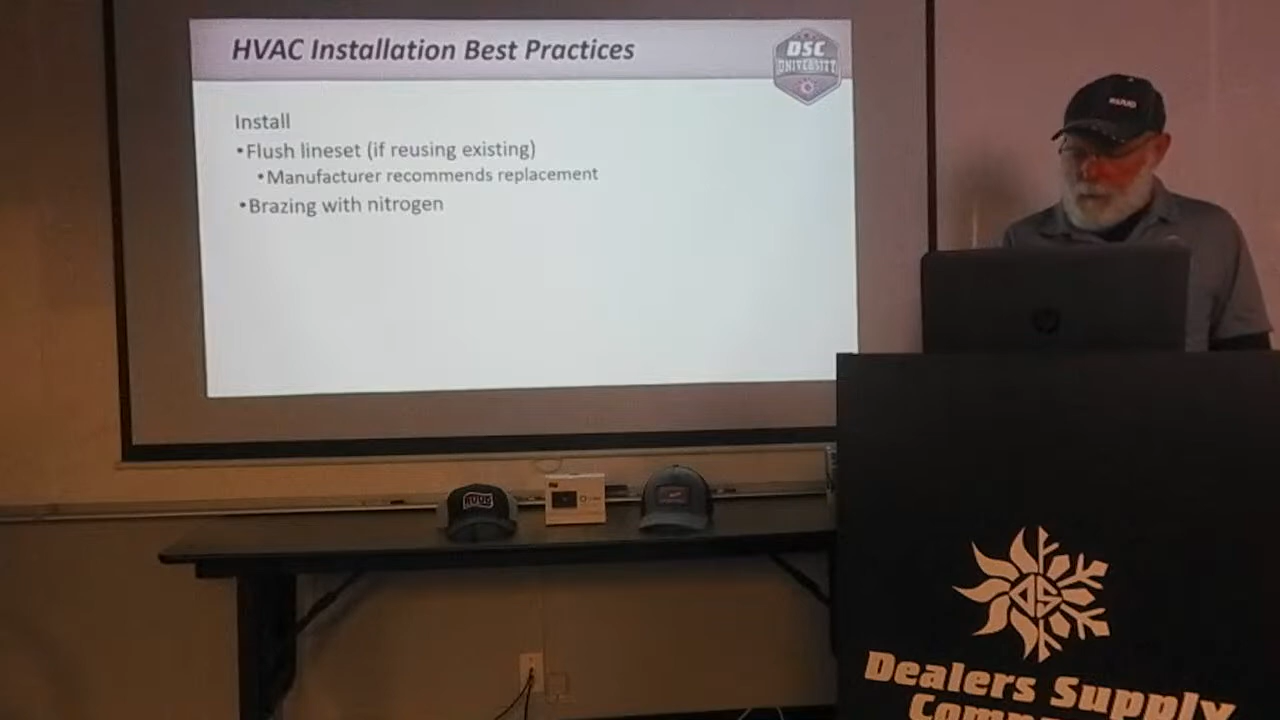 HVAC Installation Best Practices
DSC
UNIVERSITY
Install
•Flush lineset (if reusing existing)
•Manufacturer recommends replacement
•Brazing with nitrogen
RUUD
DS
Dealers Supply